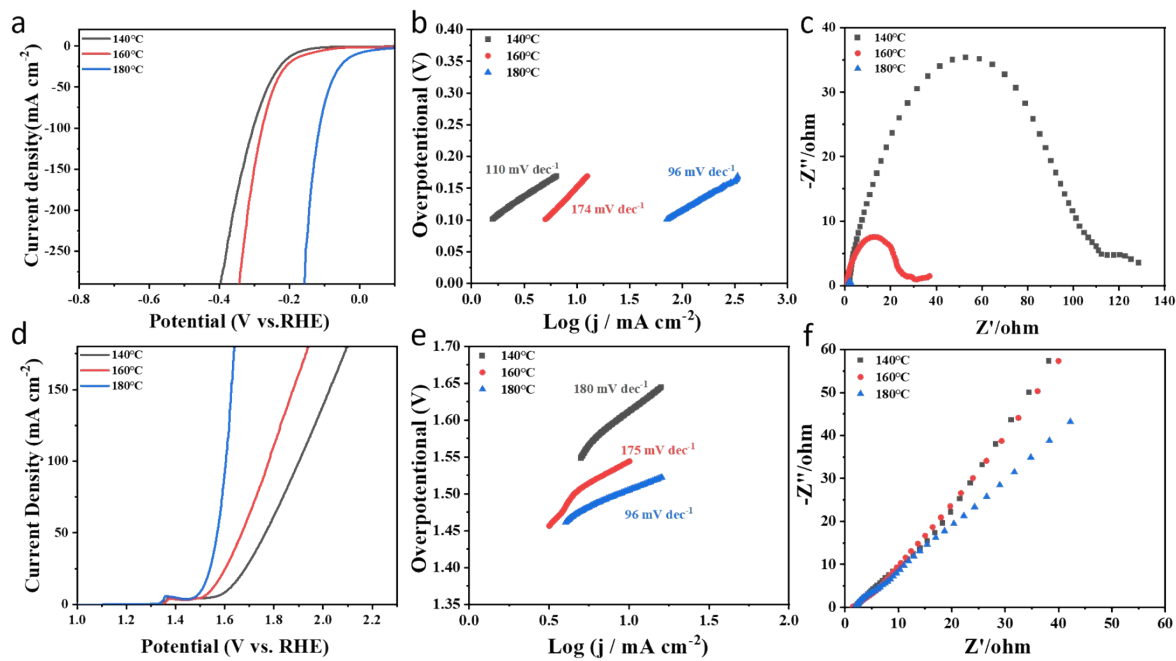 a
140°C
160°C
180°C
0
-50
-100
-150
-200
-250
Current density(mA cm-2)
-0.8
-0.6
-0.4
-0.2
0.0
Potential (V vs.RHE)
b
140°C
160°C
180°C
110 mV dec-1
174 mV dec-1
96 mV dec-1
0.40
0.35
0.30
0.25
0.20
0.15
0.10
0.05
0.00
Overpotentional (V)
0.0
0.5
1.0
1.5
2.0
2.5
3.0
Log (j / mA cm-2)
c
140°C
160°C
180°C
40
30
20
10
0
-Z''/ohm
0
20
40
60
80
100
120
140
Z'/ohm
d
140°C
160°C
180°C
150
100
50
0
Current Density (mA cm-2)
1.0
1.2
1.4
1.6
1.8
2.0
2.2
Potential (V vs. RHE)
e
140°C
160°C
180°C
180 mV dec-1
175 mV dec-1
96 mV dec-1
1.70
1.65
1.60
1.55
1.50
1.45
1.40
1.35
Overpotentional (V)
0.0
0.5
1.0
1.5
2.0
Log (j / mA cm-2)
f
140°C
160°C
180°C
60
50
40
30
20
10
0
-Z''/ohm
0
10
20
30
40
50
60
Z'/ohm